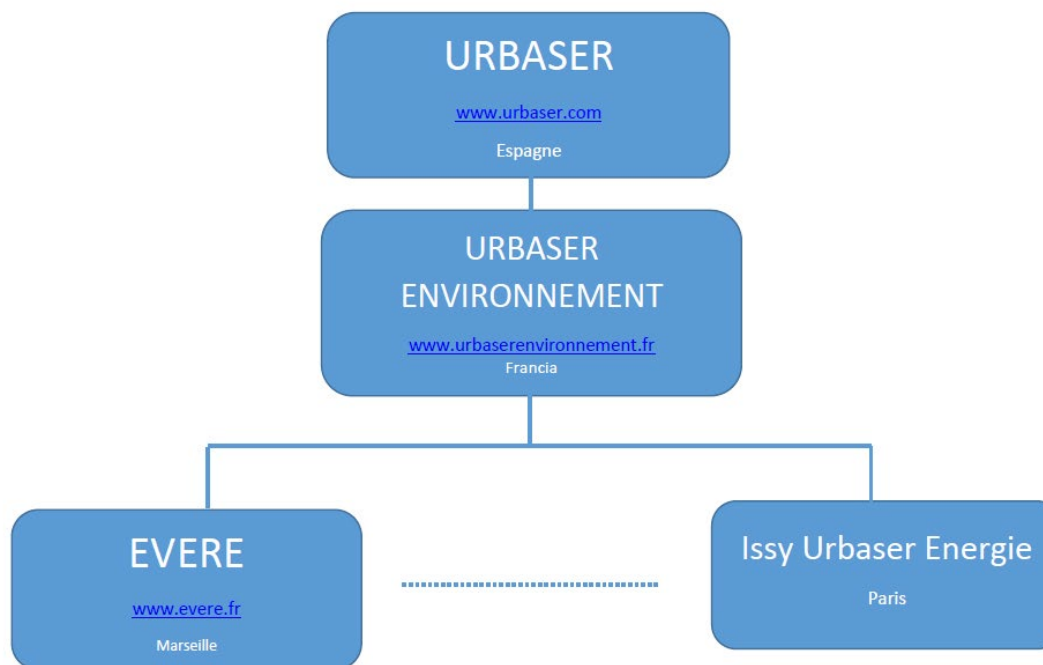 URBASER
www.urbaser.com
Espagne
URBASER
ENVIRONNEMENT
www.urbaserenvironnement.fr
Francia
EVERE
www.evere.fr
Marseille
Issy Urbaser Energie
Paris